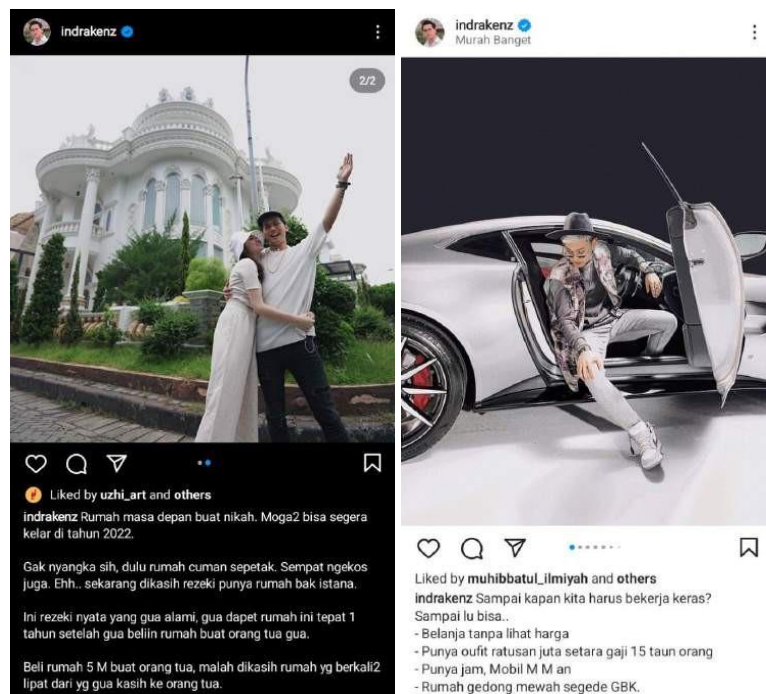 indrakenz
2/2
Liked by uzhi_art and others
indrakenz Rumah masa depan buat nikah. Moga2 bisa segera
kelar di tahun 2022.
Gak nyangka sih, dulu rumah cuman sepetak. Sempat ngekos
juga. Ehh.. sekarang dikasih rezeki punya rumah bak istana.
Ini rezeki nyata yang gua alami, gua dapet rumah ini tepat 1
tahun setelah gua beliin rumah buat orang tua gua.
Beli rumah 5 M buat orang tua, malah dikasih rumah yg berkali2
lipat dari yg gua kasih ke orang tua.
indrakenz
Murah Banget
Liked by muhibbatul_ilmiyah and others
indrakenz Sampai kapan kita harus bekerja keras?
Sampai lu bisa..
- Belanja tanpa lihat harga
- Punya oufit ratusan juta setara gaji 15 taun orang
- Punya jam, Mobil M M an
- Rumah gedong mewah segede GBK.